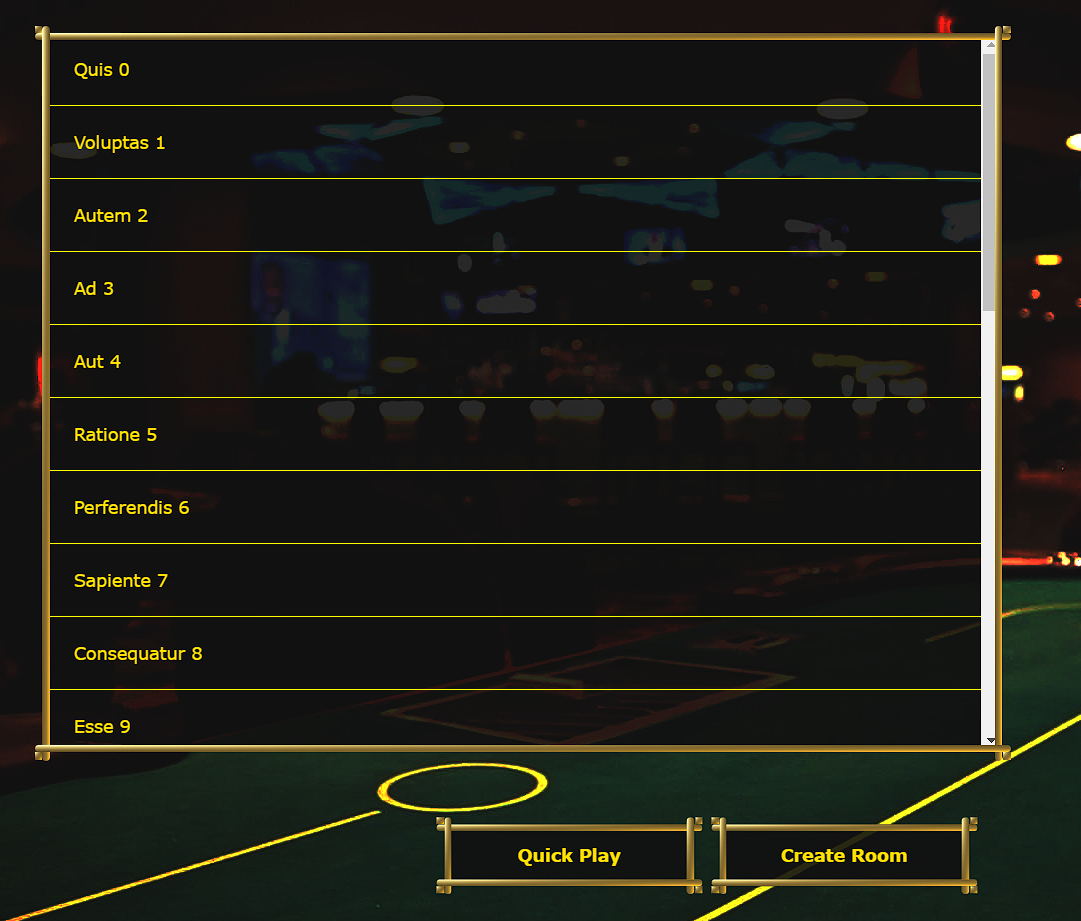 Quis 0
Voluptas 1
Autem 2
Ad 3
Aut 4
Ratione 5
Perferendis 6
Sapiente 7
Consequatur 8
Esse 9
Quick Play
Create Room